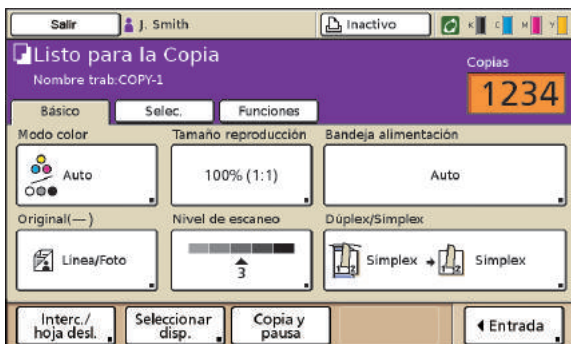 Salir
J. Smith
Inactivo
K C M Y
Listo para la Copia
Nombre trab:COPY-1
Copias
1234
Básico
Selec.
Funciones
Modo color
Tamaño reproducción
Bandeja alimentación
Auto
100% (1:1)
Auto
Original(—)
Nivel de escaneo
Dúplex/Simplex
Linea/Foto
3
Simplex
Simplex
Interc./
hoja desl.
Seleccionar
disp.
Copia y
pausa
Entrada